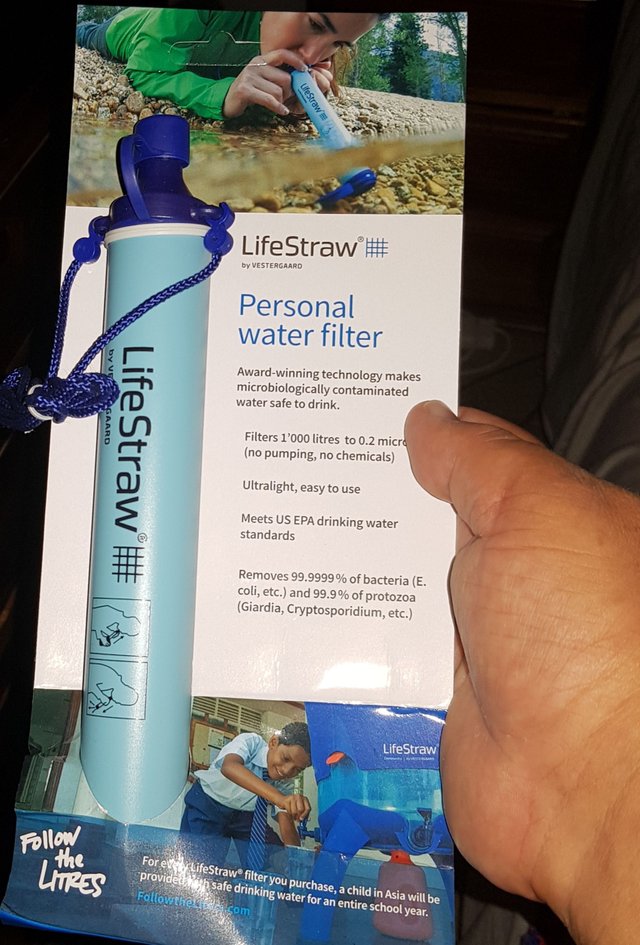 LifeStraw®
LifeStraw®
by VESTERGAARD
Personal
water filter
Award-winning technology makes
microbiologically contaminated
water safe to drink.
Filters 1'000 litres to 0.2
(no pumping, no chemicals)
Ultralight, easy to use
Meets US EPA drinking water
standards
Removes 99.9999% of bacteria (E.
coli, etc.) and 99.9% of protozoa
(Giardia, Cryptosporidium, etc.)
LifeStraw®
by VESTERGAARD
LifeStraw
Follow
the
LITRES
For every LifeStraw® filter you purchase, a child in Asia will be
provided with safe drinking water for an entire school year.